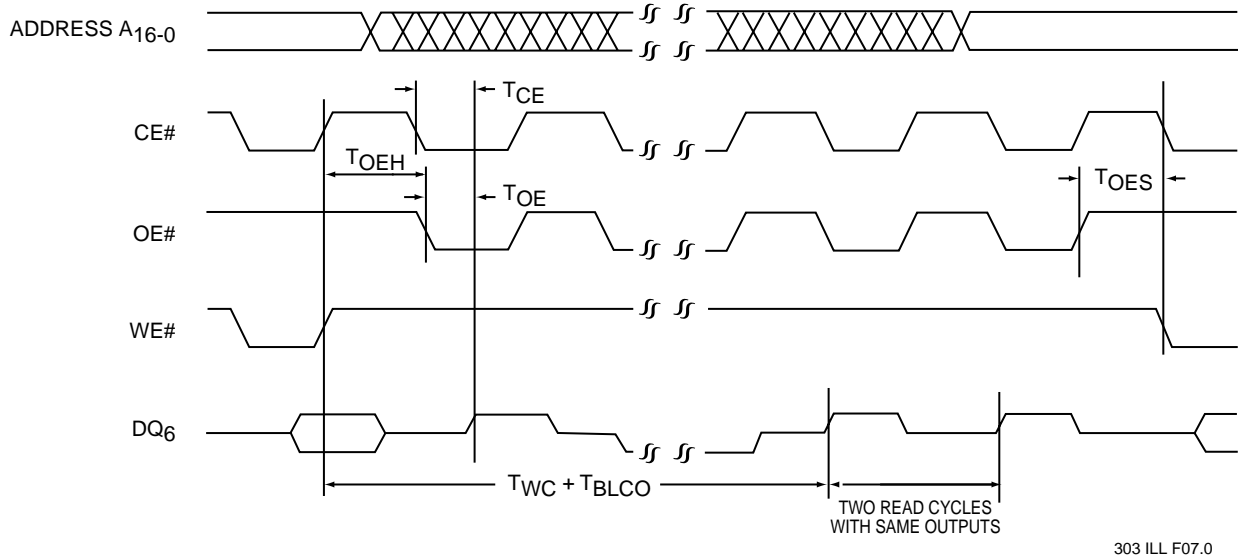 ADDRESS A16-0
TCE
CE#
TOEH
TOES
TOE
OE#
WE#
DQ6
TWC + TBLCO
TWO READ CYCLES
WITH SAME OUTPUTS
303 ILL F07.0